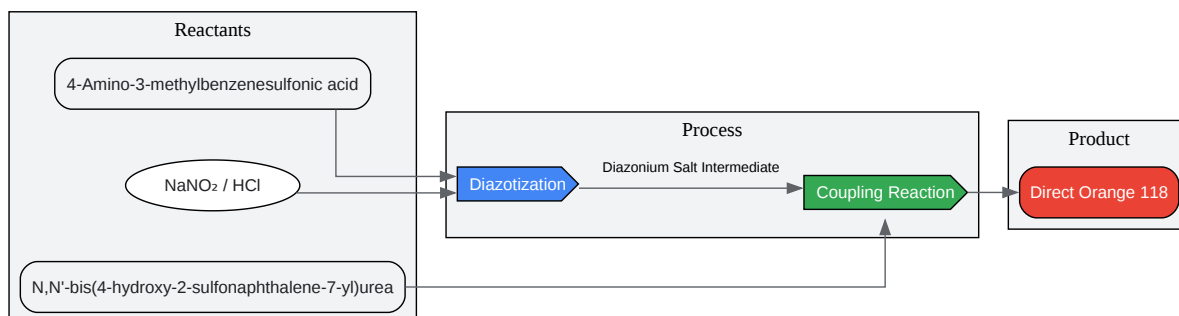 Reactants
4-Amino-3-methylbenzenesulfonic acid
NaNO₂ / HCl
N,N'-bis(4-hydroxy-2-sulfonaphthalene-7-yl)urea
Process
Diazotization
Diazonium Salt Intermediate
Coupling Reaction
Product
Direct Orange 118